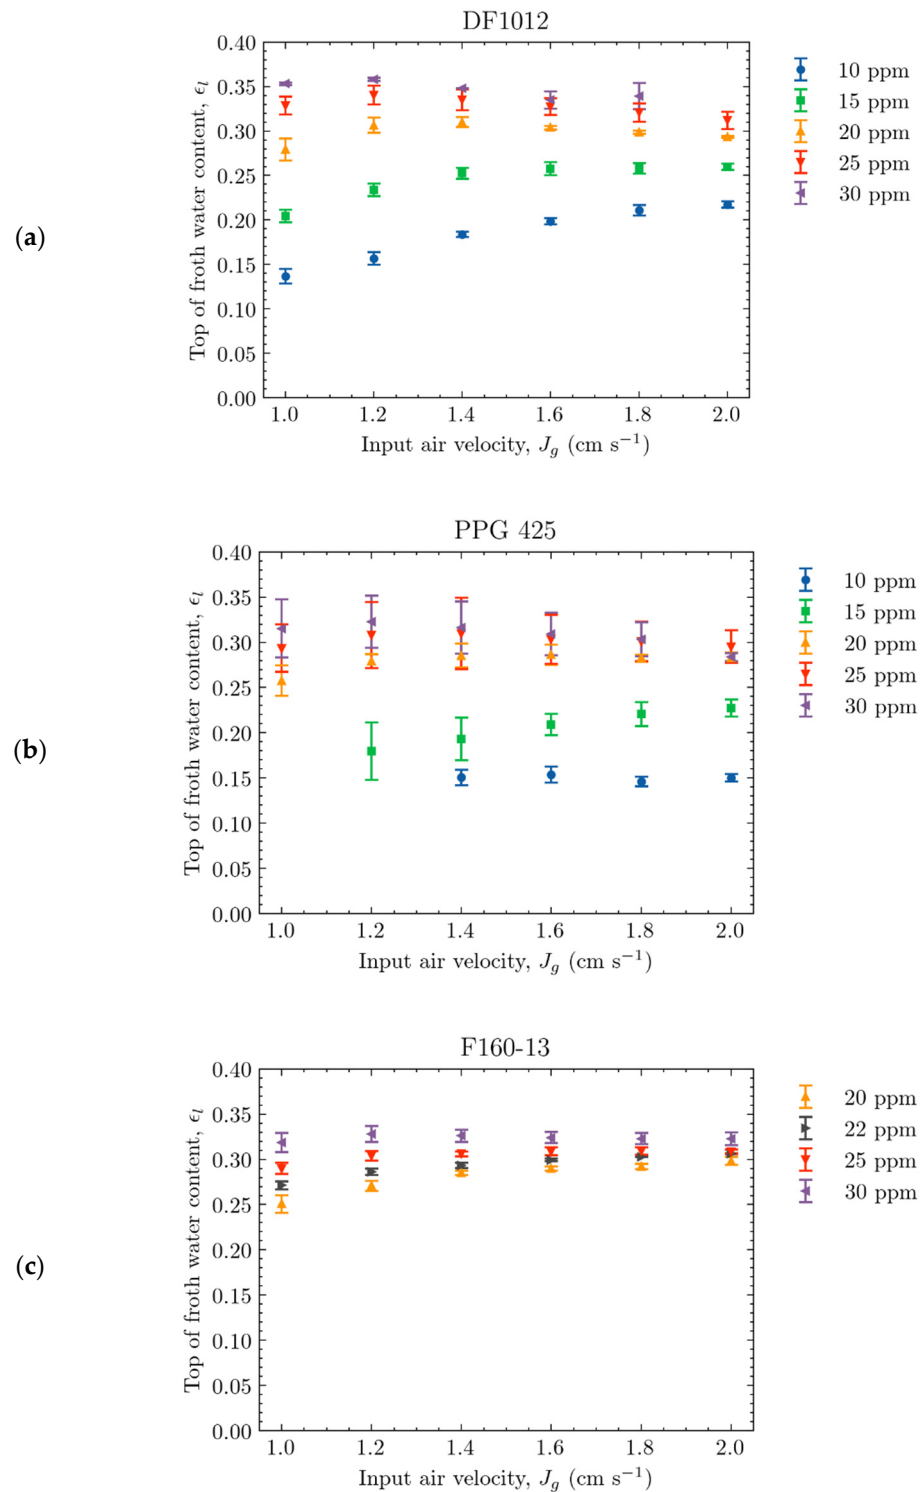 DF1012
(a)
Top of froth water content, ϵl
0.40
0.35
0.30
0.25
0.20
0.15
0.10
0.05
0.00
1.0 1.2 1.4 1.6 1.8 2.0
Input air velocity, Jg (cm s−1)
10 ppm
15 ppm
20 ppm
25 ppm
30 ppm
PPG 425
(b)
Top of froth water content, ϵl
0.40
0.35
0.30
0.25
0.20
0.15
0.10
0.05
0.00
1.0 1.2 1.4 1.6 1.8 2.0
Input air velocity, Jg (cm s−1)
10 ppm
15 ppm
20 ppm
25 ppm
30 ppm
F160-13
(c)
Top of froth water content, ϵl
0.40
0.35
0.30
0.25
0.20
0.15
0.10
0.05
0.00
1.0 1.2 1.4 1.6 1.8 2.0
Input air velocity, Jg (cm s−1)
20 ppm
22 ppm
25 ppm
30 ppm